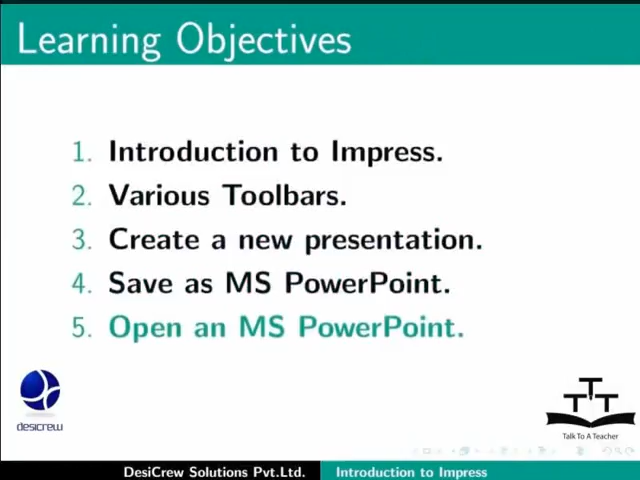 Learning Objectives
1. Introduction to Impress.
2. Various Toolbars.
3. Create a new presentation.
4. Save as MS PowerPoint.
5. Open an MS PowerPoint.
desicrew
TTT
Talk To A Teacher
DesiCrew Solutions Pvt.Ltd. Introduction to Impress